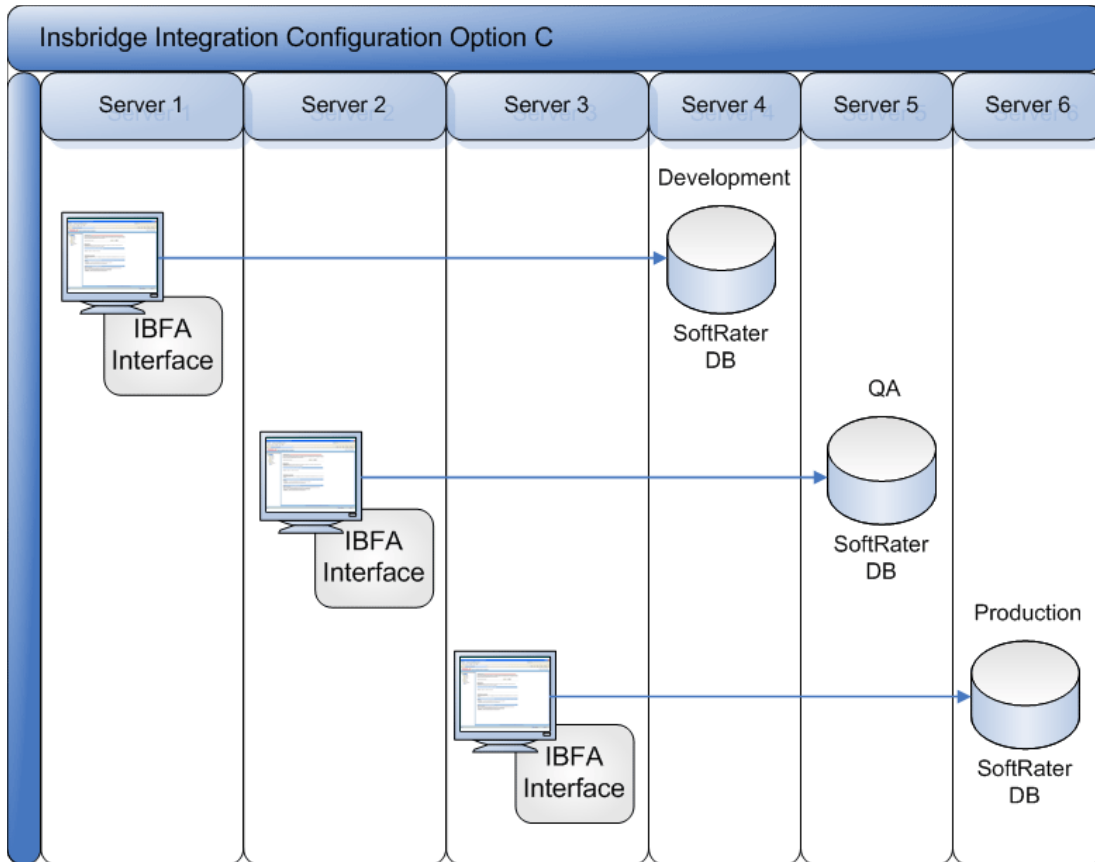 Insbridge Integration Configuration Option C
Server 1
Server 2
Server 3
Server 4
Server 5
Server 6
Development
IBFA
Interface
SoftRater
DB
QA
IBFA
Interface
SoftRater
DB
Production
IBFA
Interface
SoftRater
DB